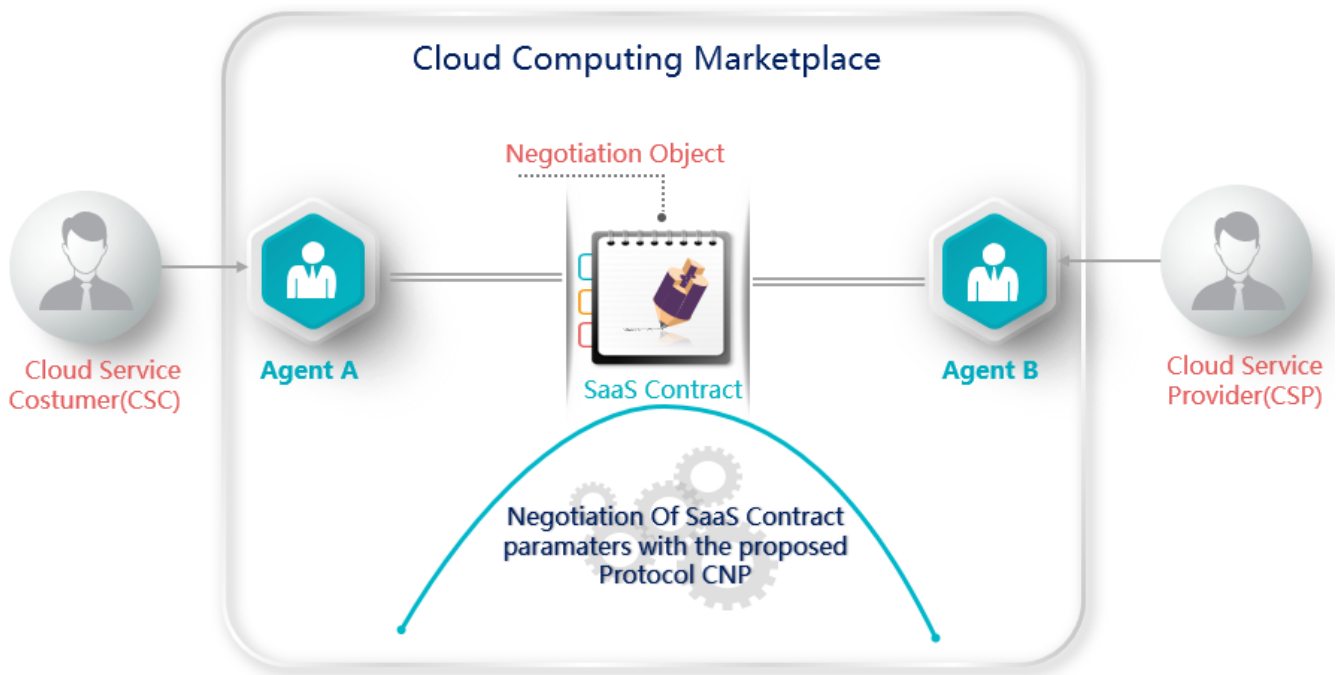 Cloud Computing Marketplace
Negotiation Object
Cloud Service
Costumer(CSC)
Agent A
SaaS Contract
Agent B
Cloud Service
Provider(CSP)
Negotiation Of SaaS Contract
paramaters with the proposed
Protocol CNP